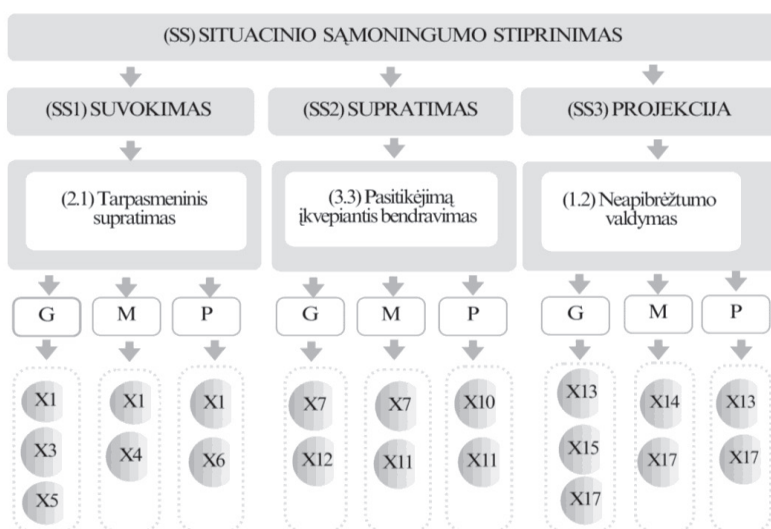 (SS) SITUACINIO SĄMONINGUMO STIPRINIMAS
(SS1) SUVOKIMAS
(SS2) SUPRATIMAS
(SS3) PROJEKCIJA
(2.1) Tarpasmeninis
supratimas
(3.3) Pasitikėjimą
įkvepiantis bendravimas
(1.2) Neapibrėžtumo
valdymas
G M P G M P G M P
X1 X1 X1 X7 X7 X10 X13 X14 X13
X3 X4 X6 X12 X11 X11 X15 X17 X17
X5 X17